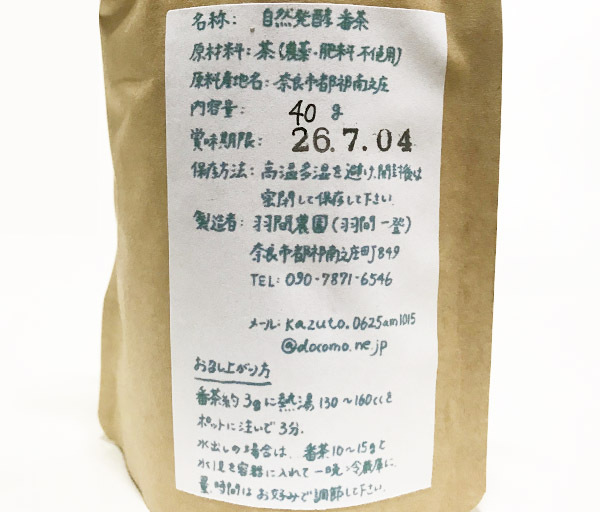 名称: 自然発酵 番茶
原材料: 茶(農薬・肥料不使用)
原料産地名: 奈良市都祁南之庄
内容量: 40 g
賞味期限: 26.7.04
保存方法: 高温多湿を避け、開封後は
密閉して保存して下さい。
製造者: 羽間農園(羽間一登)
奈良市都祁南之庄町849
TEL: 090-7871-6546
メール: kazuto.0625am1015
@docomo.ne.jp
お召し上がり方
番茶約3gに熱湯130～160ccを
ポットに注いで3分。
水出しの場合は、番茶10～15gと
水1ℓを容器に入れて一晩冷蔵庫に。
量、時間はお好みで調節して下さい。